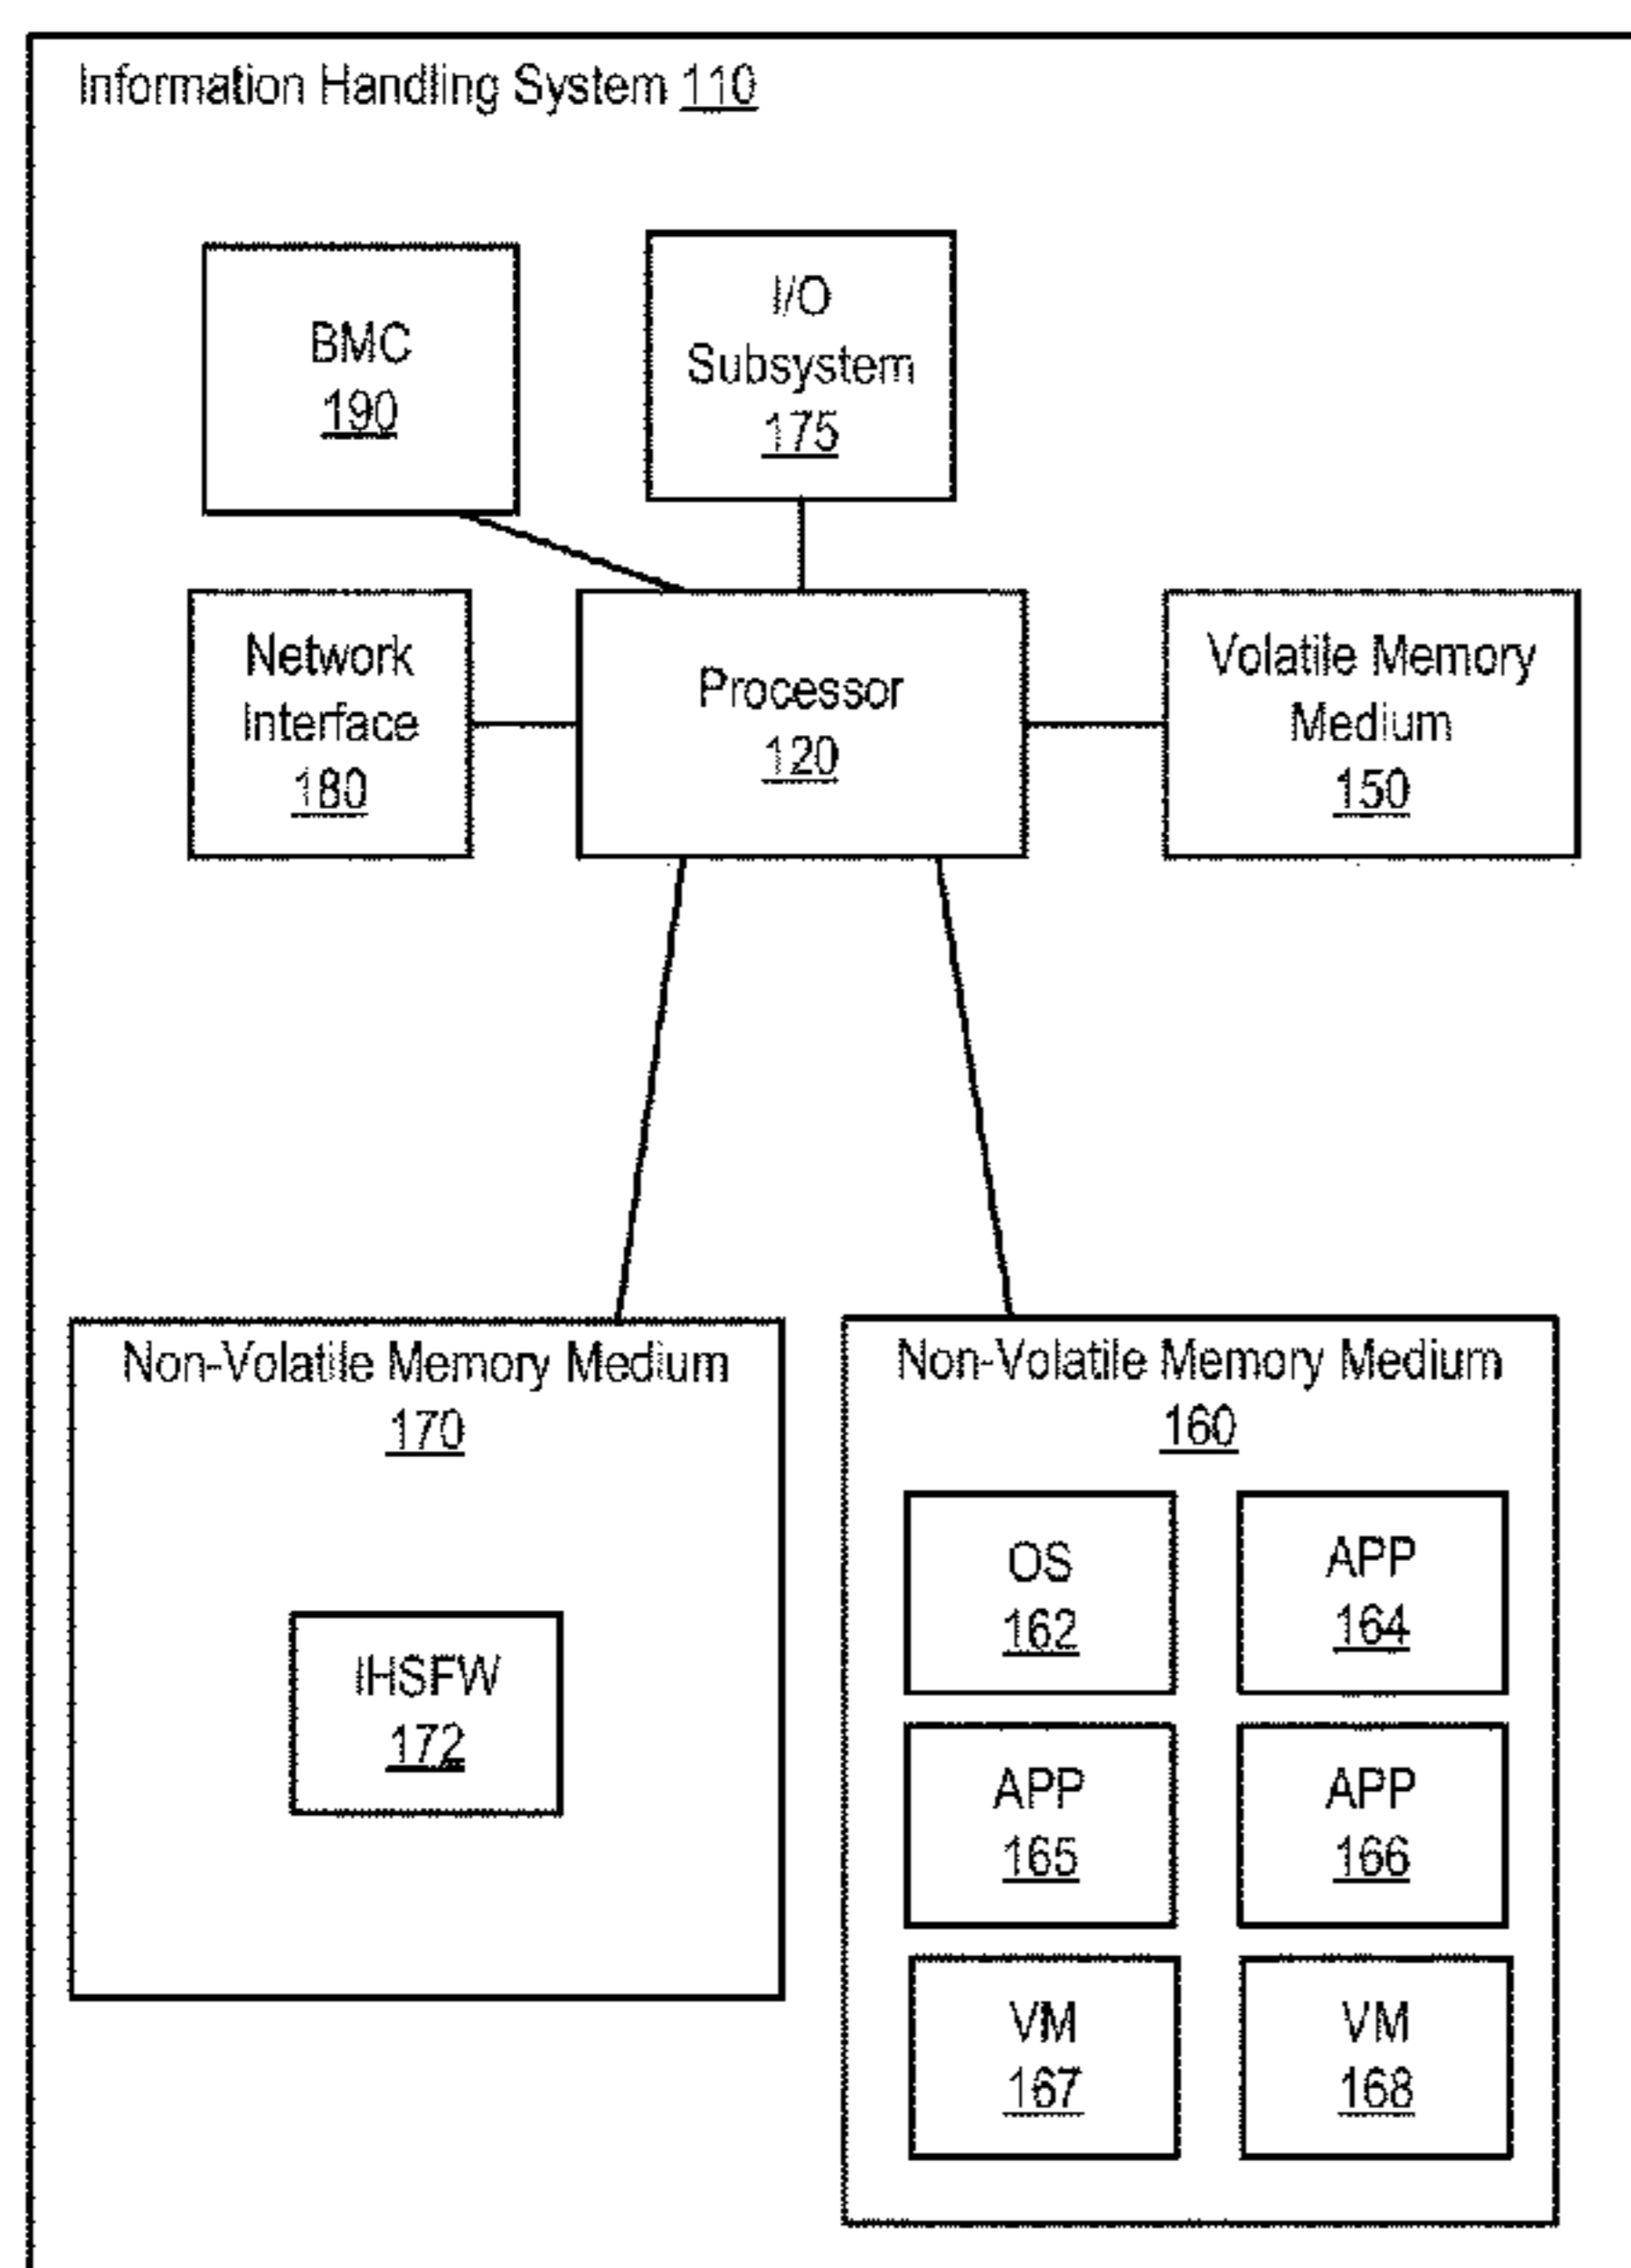 Information Handling System 110
BMC
190
I/O
Subsystem
175
Network
Interface
180
Processor
120
Volatile Memory
Medium
150
Non-Volatile Memory Medium
170
IHSFW
172
Non-Volatile Memory Medium
160
OS
162
APP
164
APP
165
APP
166
VM
167
VM
168